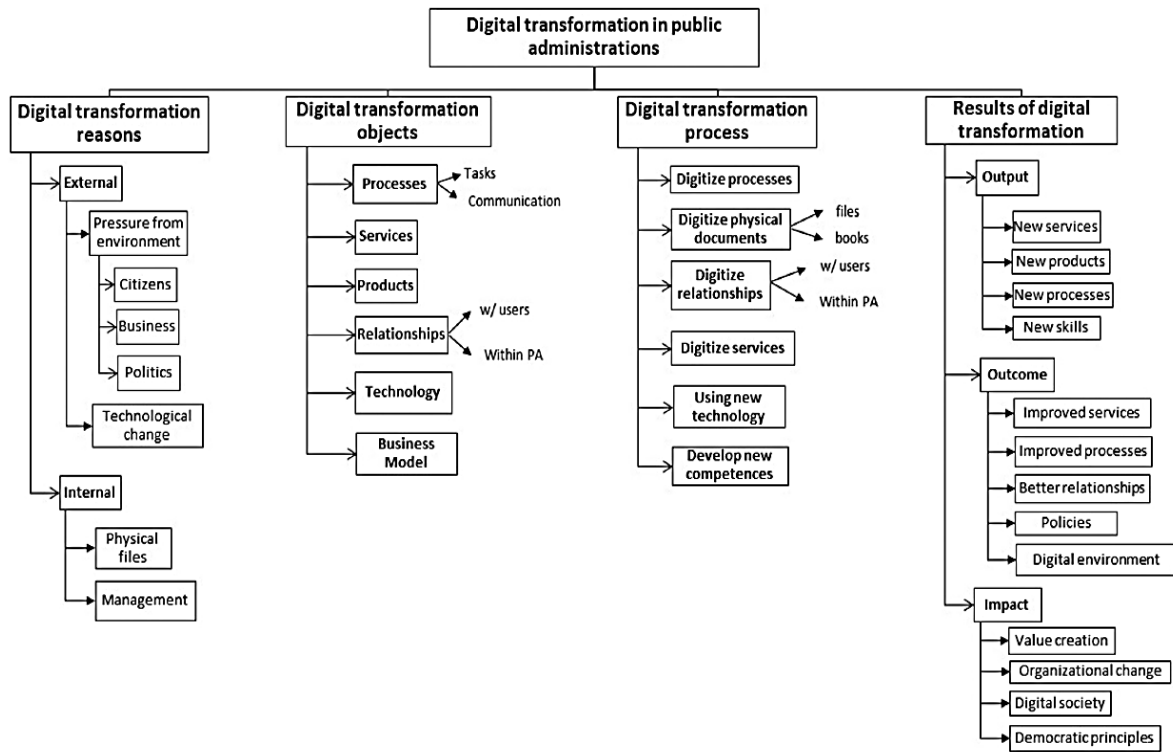 Digital transformation in public
administrations
Digital transformation
reasons
External
Pressure from
environment
Citizens
Business
Politics
Technological
change
Internal
Physical
files
Management
Digital transformation
objects
Processes
Tasks
Communication
Services
Products
Relationships
w/ users
Within PA
Technology
Business
Model
Digital transformation
process
Digitize processes
Digitize physical
documents
files
books
Digitize
relationships
w/ users
Within PA
Digitize services
Using new
technology
Develop new
competences
Results of digital
transformation
Output
New services
New products
New processes
New skills
Outcome
Improved services
Improved processes
Better relationships
Policies
Digital environment
Impact
Value creation
Organizational change
Digital society
Democratic principles